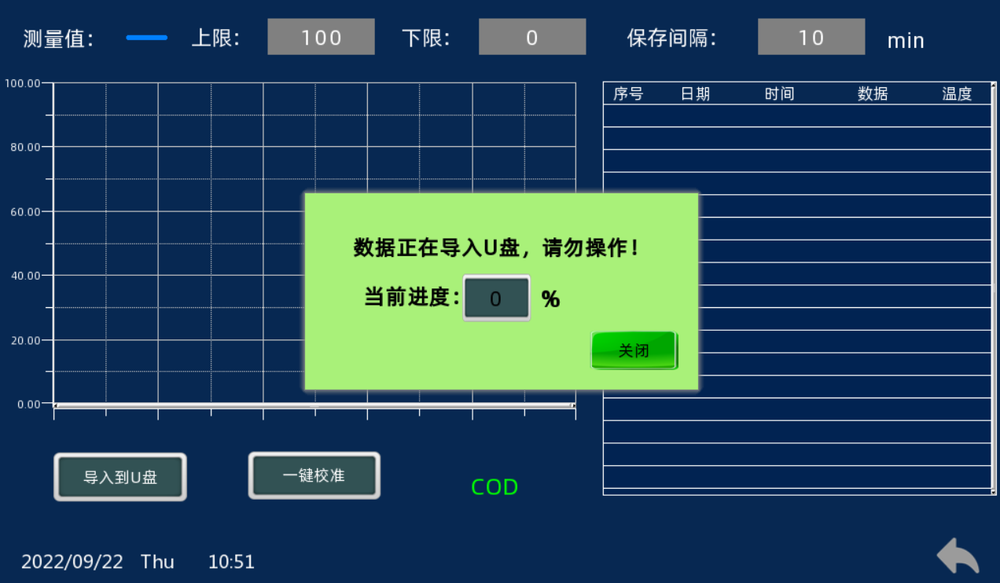 测量值： 上限： 100 下限： 0 保存间隔： 10 min
100.00
80.00
60.00
40.00
20.00
0.00
序号 日期 时间 数据 温度
数据正在导入U盘，请勿操作！
当前进度： 0 %
关闭
导入到U盘 一键校准 COD
2022/09/22 Thu 10:51